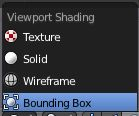 Viewport Shading
Texture
Solid
Wireframe
Bounding Box